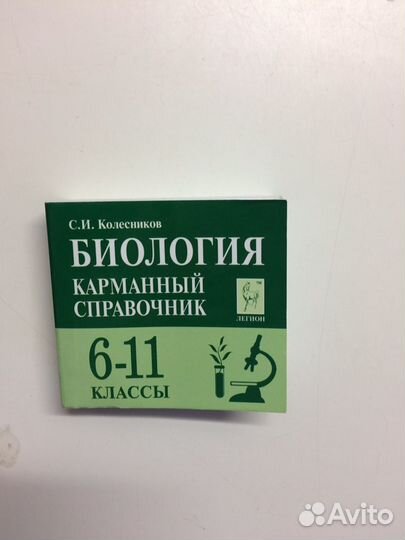 С.И. Колесников
БИОЛОГИЯ
КАРМАННЫЙ
СПРАВОЧНИК
ЛЕГИОН
6-11
КЛАССЫ
Avito